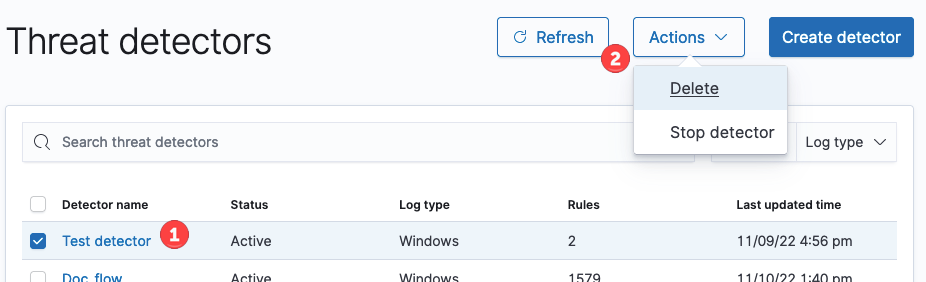 Threat detectors
Refresh
Actions
Create detector
2
Delete
Stop detector
Search threat detectors
Log type
Detector name Status Log type Rules Last updated time
Test detector 1 Active Windows 2 11/09/22 4:56 pm
Doc_flow Active Windows 1579 11/10/22 1:40 pm